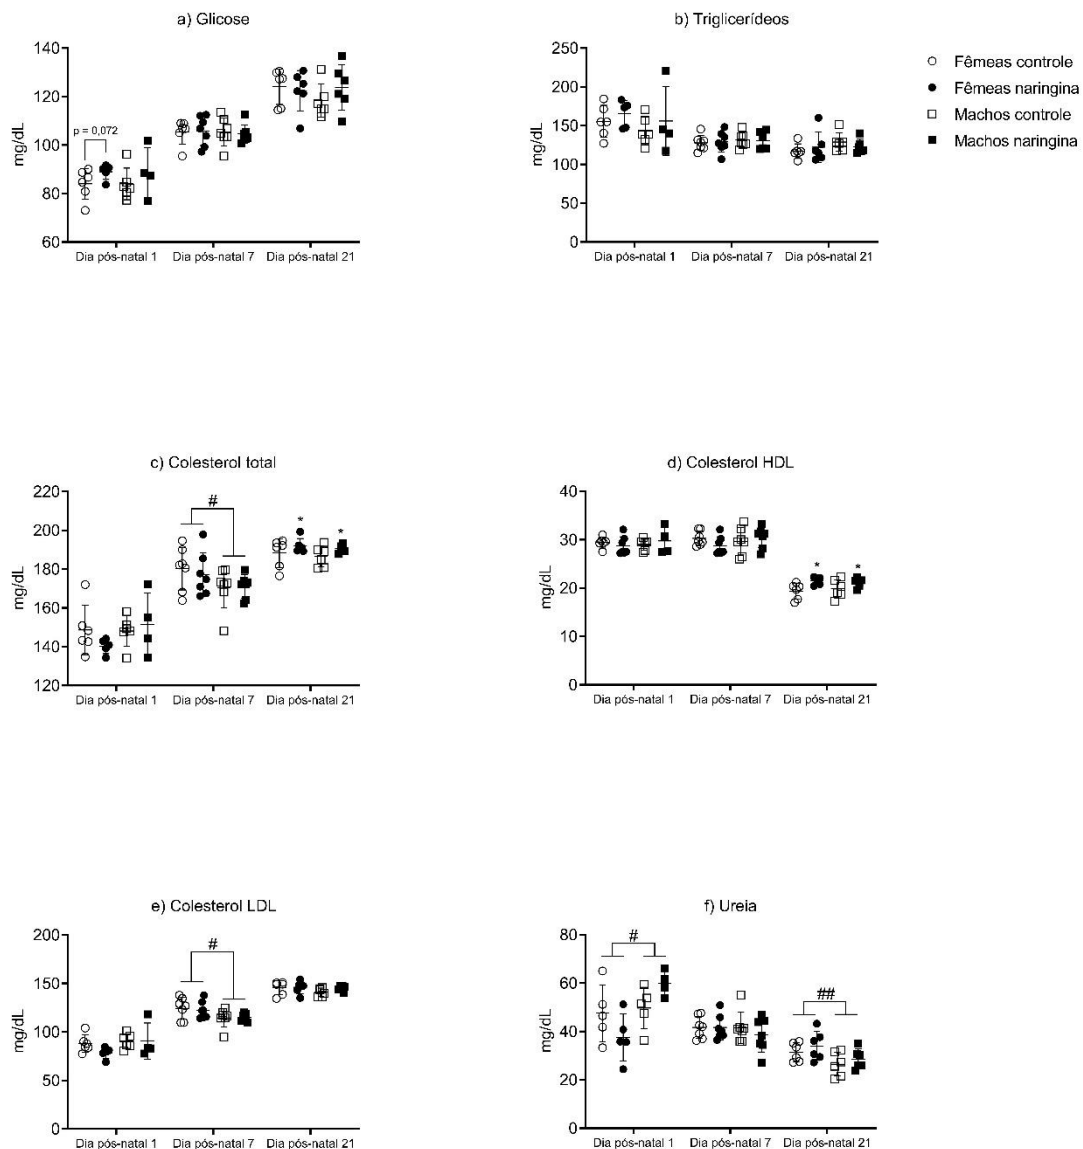 a) Glicose
140
120
100
80
60
mg/dL
p = 0,072
Dia pós-natal 1
Dia pós-natal 7
Dia pós-natal 21
b) Triglicerídeos
250
200
150
100
50
0
mg/dL
Dia pós-natal 1
Dia pós-natal 7
Dia pós-natal 21
Fêmeas controle
Fêmeas naringina
Machos controle
Machos naringina
c) Colesterol total
220
200
180
160
140
120
mg/dL
#
*
*
Dia pós-natal 1
Dia pós-natal 7
Dia pós-natal 21
d) Colesterol HDL
40
30
20
10
0
mg/dL
*
*
Dia pós-natal 1
Dia pós-natal 7
Dia pós-natal 21
e) Colesterol LDL
200
150
100
50
0
mg/dL
#
Dia pós-natal 1
Dia pós-natal 7
Dia pós-natal 21
f) Ureia
80
60
40
20
0
mg/dL
#
##
Dia pós-natal 1
Dia pós-natal 7
Dia pós-natal 21